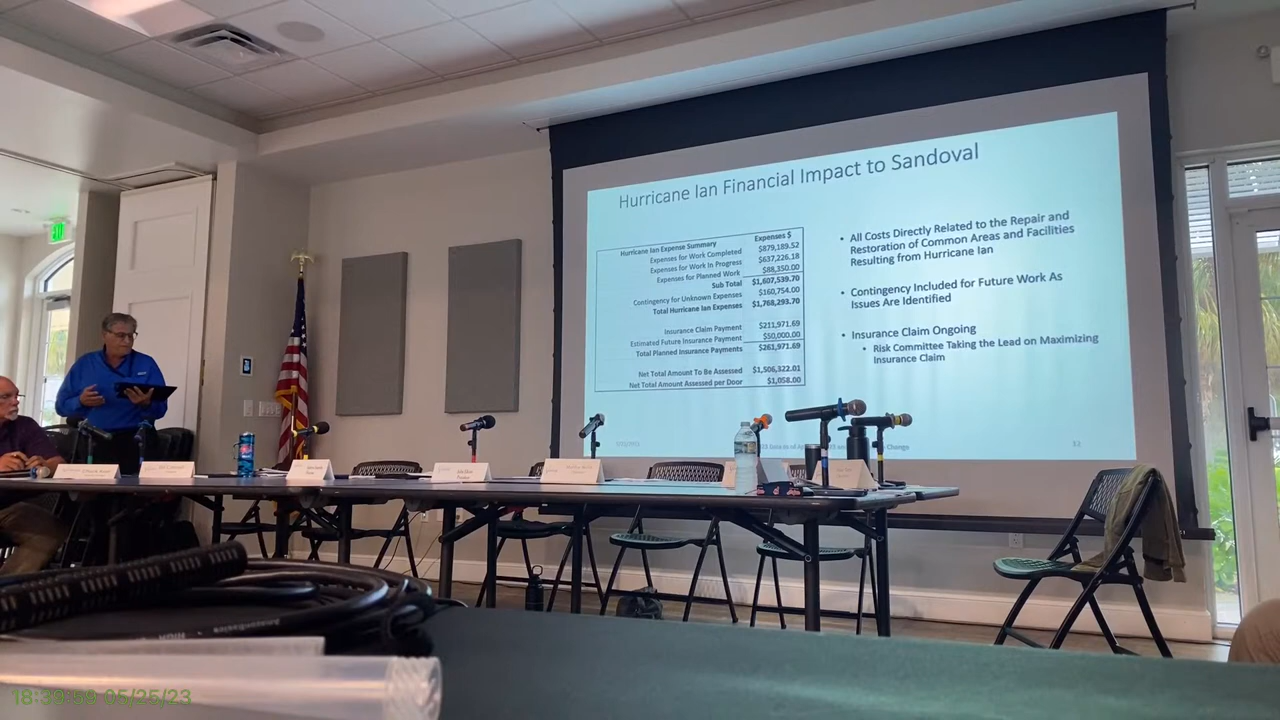 Hurricane Ian Financial Impact to Sandoval
Expenses $
Hurricane Ian Expense Summary
Expenses for Work Completed $879,189.52
Expenses for Work In Progress $637,226.18
Expenses for Planned Work $88,350.00
Sub Total $1,607,539.70
Contingency for Unknown Expenses $160,754.00
Total Hurricane Ian Expenses $1,768,293.70
Insurance Claim Payment $211,971.69
Estimated Future Insurance Payment $50,000.00
Total Planned Insurance Payments $261,971.69
Net Total Amount To Be Assessed $1,506,322.01
Net Total Amount Assessed per Door $1,058.00
• All Costs Directly Related to the Repair and
Restoration of Common Areas and Facilities
Resulting from Hurricane Ian
• Contingency Included for Future Work As
Issues Are Identified
• Insurance Claim Ongoing
• Risk Committee Taking the Lead on Maximizing
Insurance Claim
Change
EXIT
18:39:59 05/25/23